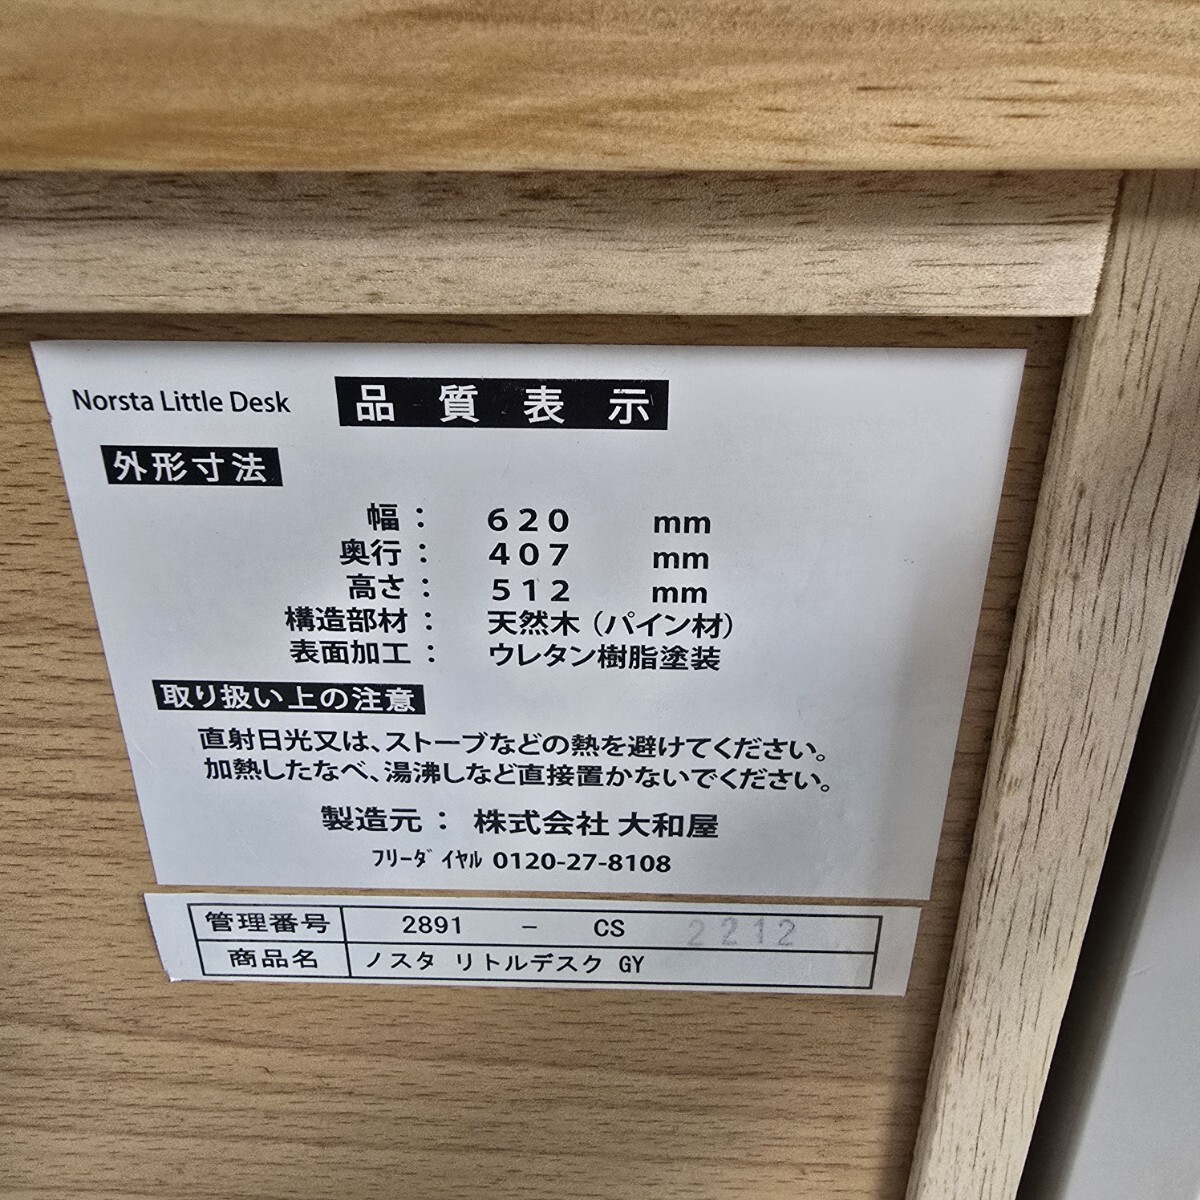 Norsta Little Desk 品質表示
外形寸法
幅： 620 mm
奥行： 407 mm
高さ： 512 mm
構造部材： 天然木（パイン材）
表面加工： ウレタン樹脂塗装
取り扱い上の注意
直射日光又は、ストーブなどの熱を避けてください。
加熱したなべ、湯沸しなど直接置かないでください。
製造元： 株式会社 大和屋
フリーダイヤル 0120-27-8108
管理番号 2891 - CS 2212
商品名 ノスタ リトルデスク GY